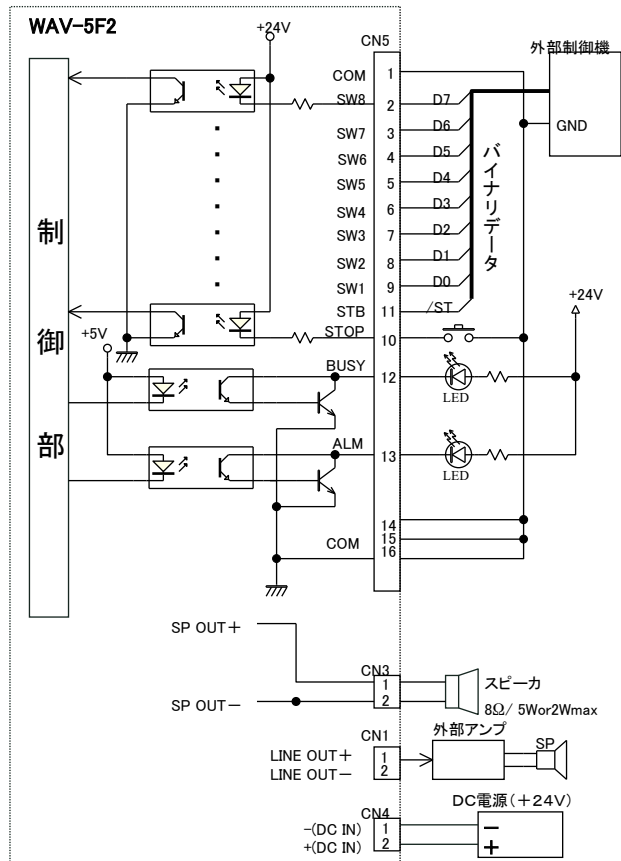 WAV-5F2
+24V
CN5
外部制御機
COM
1
SW8
2
D7
GND
SW7
3
D6
SW6
4
D5
SW5
5
D4
SW4
6
D3
SW3
7
D2
SW2
8
D1
SW1
9
D0
バイナリデータ
STB
11
/ST
+24V
STOP
10
制御部
+5V
BUSY
12
LED
ALM
13
LED
14
15
COM
16
SP OUT+
CN3
1
2
スピーカ
8Ω/ 5Wor2Wmax
SP OUT−
CN1
外部アンプ
LINE OUT+
1
SP
LINE OUT−
2
CN4
DC電源(+24V)
-(DC IN)
1
−
+(DC IN)
2
+